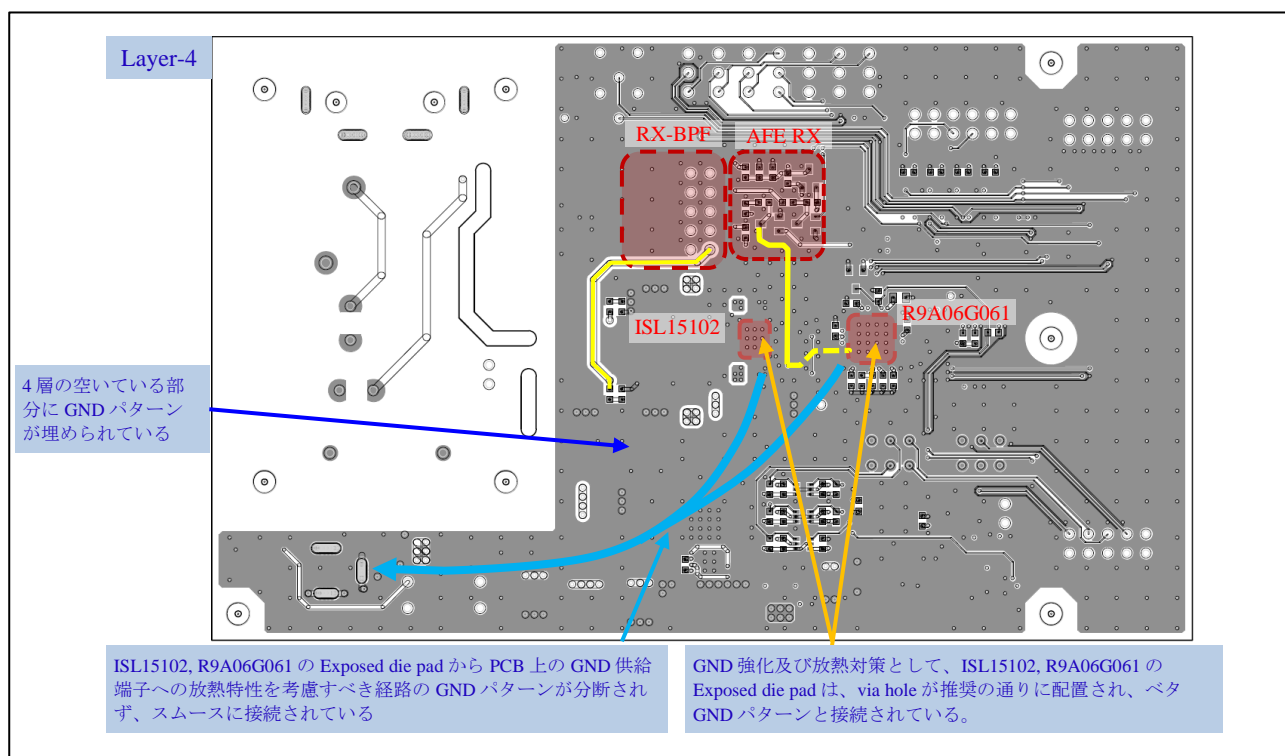 Layer-4
RX-BPF
AFE RX
ISL15102
R9A06G061
4 層の空いている部
分に GND パターン
が埋められている
ISL15102, R9A06G061 の Exposed die pad から PCB 上の GND 供給
端子への放熱特性を考慮すべき経路の GND パターンが分断され
ず、スムースに接続されている
GND 強化及び放熱対策として、ISL15102, R9A06G061 の
Exposed die pad は、via hole が推奨の通りに配置され、ベタ
GND パターンと接続されている。